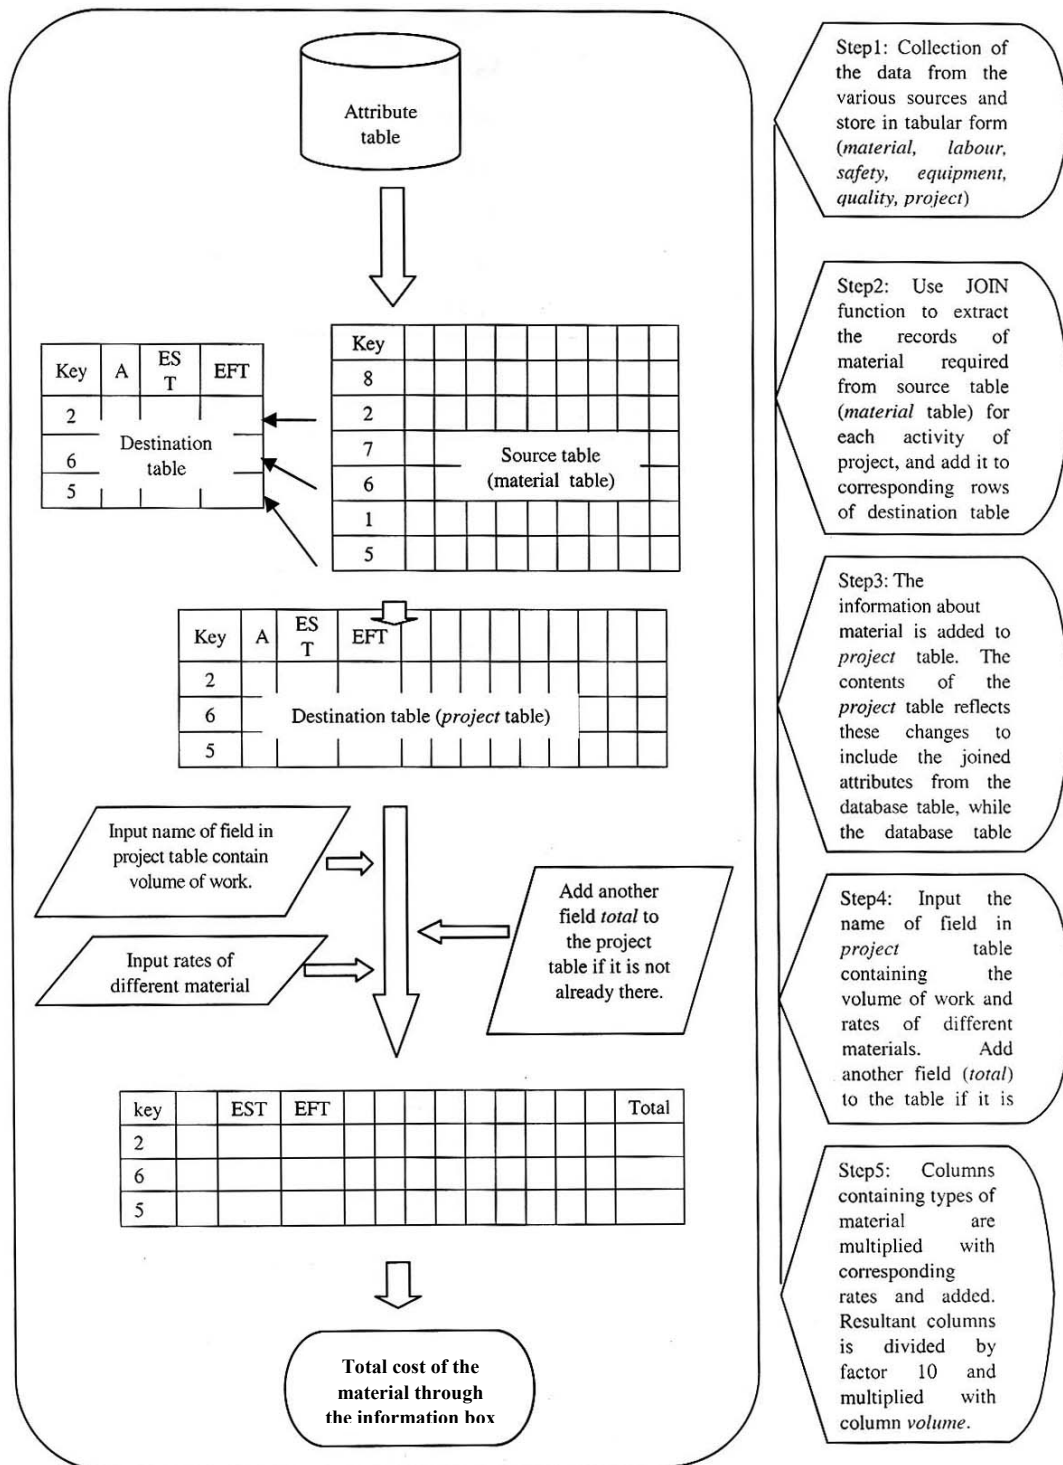 Attribute
table
Key A ES
T EFT
2
6
5
Destination
table
Key
8
2
7
6
1
5
Source table
(material table)
Key A ES
T EFT
2
6
5
Destination table (project table)
Input name of field in
project table contain
volume of work.
Input rates of
different material
Add another
field total to
the project
table if it is not
already there.
key EST EFT Total
2
6
5
Total cost of the
material through
the information box
Step1: Collection of
the data from the
various sources and
store in tabular form
(material, labour,
safety, equipment,
quality, project)
Step2: Use JOIN
function to extract
the records of
material required
from source table
(material table) for
each activity of
project, and add it to
corresponding rows
of destination table
Step3: The
information about
material is added to
project table. The
contents of the
project table reflects
these changes to
include the joined
attributes from the
database table, while
the database table
Step4: Input the
name of field in
project table
containing the
volume of work and
rates of different
materials. Add
another field (total)
to the table if it is
Step5: Columns
containing types of
material are
multiplied with
corresponding
rates and added.
Resultant columns
is divided by
factor 10 and
multiplied with
column volume.